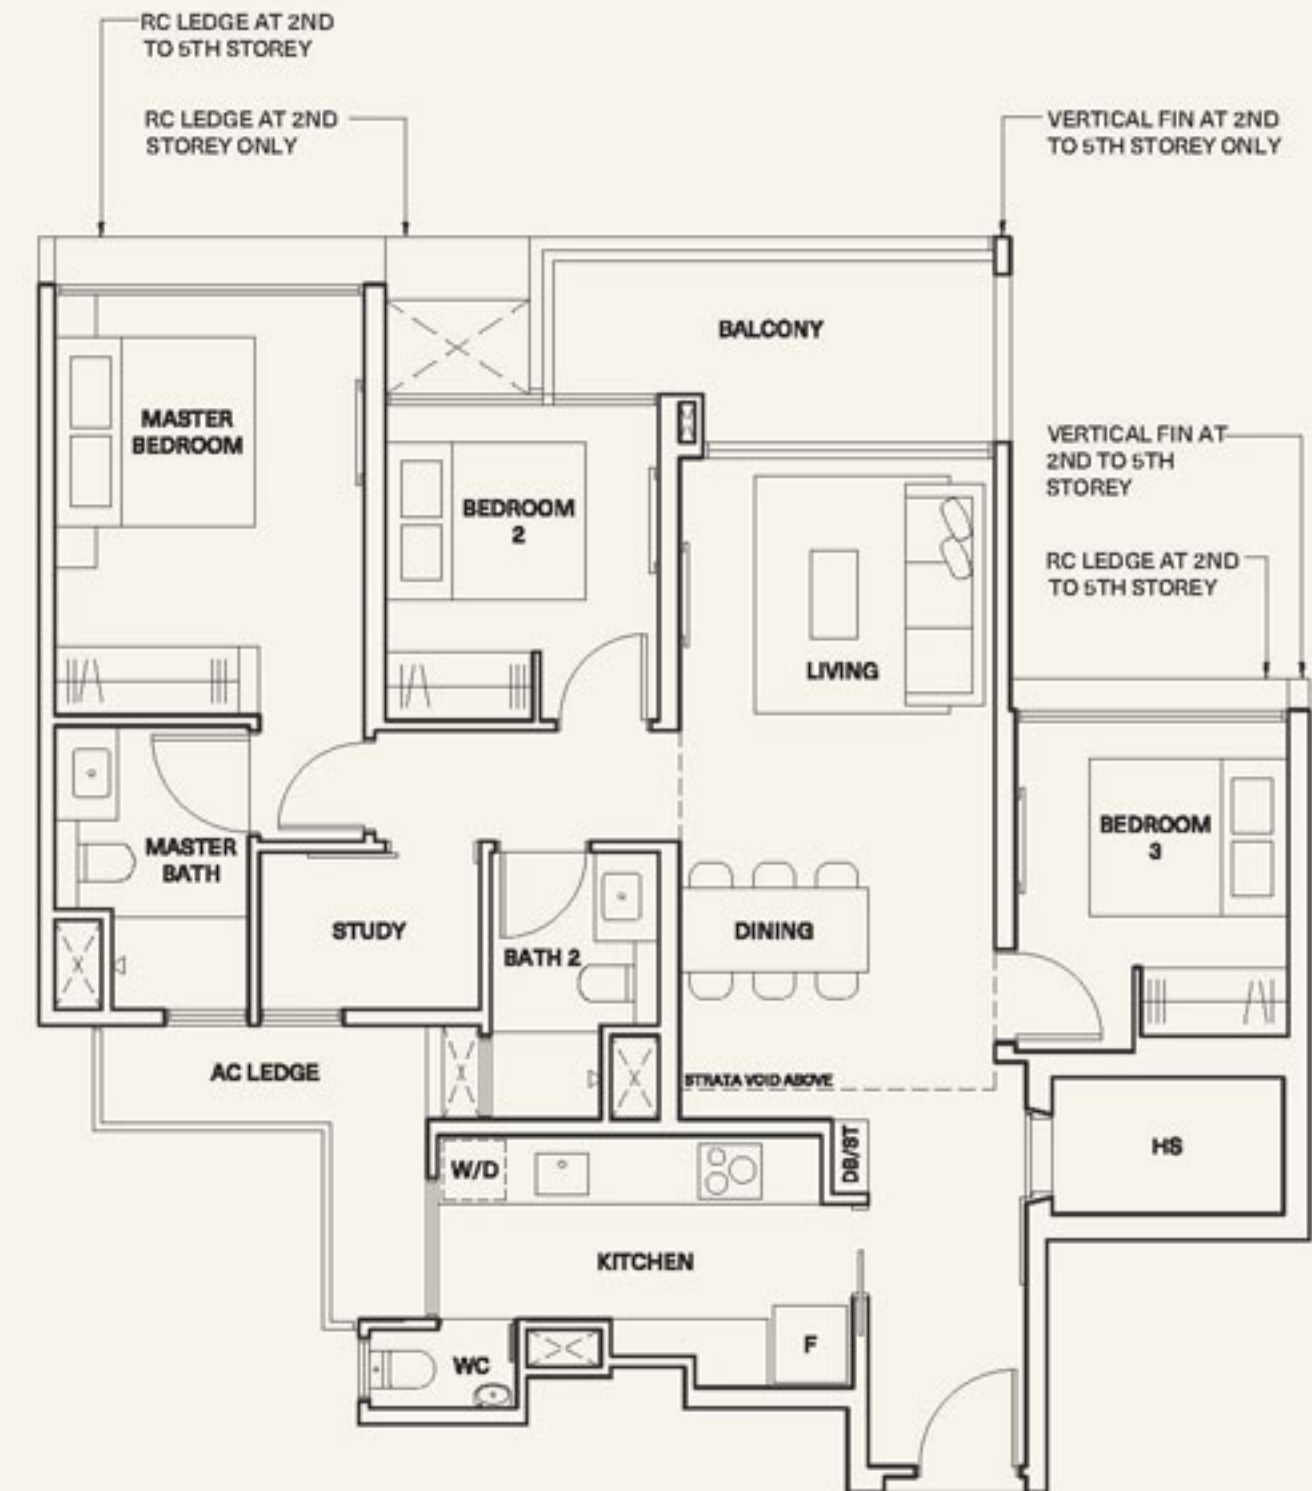 RC LEDGE AT 2ND
TO 5TH STOREY
RC LEDGE AT 2ND
STOREY ONLY
VERTICAL FIN AT 2ND
TO 5TH STOREY ONLY
BALCONY
MASTER
BEDROOM
VERTICAL FIN AT
2ND TO 5TH
STOREY
BEDROOM
2
RC LEDGE AT 2ND
TO 5TH STOREY
LIVING
BEDROOM
3
MASTER
BATH
STUDY
DINING
BATH 2
AC LEDGE
STRATA VOID ABOVE
DB/ST
HS
W/D
KITCHEN
F
WC